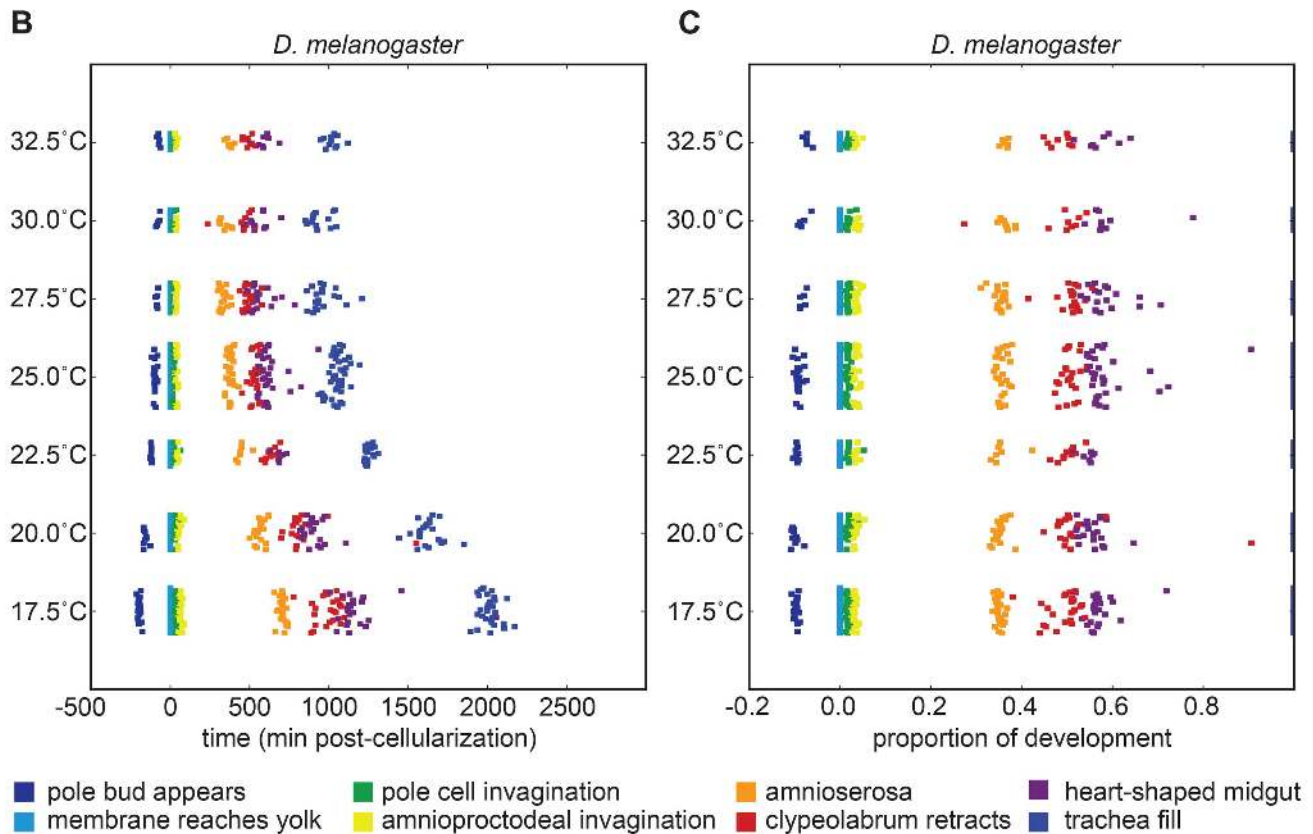 B
D. melanogaster
32.5°C
30.0°C
27.5°C
25.0°C
22.5°C
20.0°C
17.5°C
-500 0 500 1000 1500 2000 2500
time (min post-cellularization)
C
D. melanogaster
32.5°C
30.0°C
27.5°C
25.0°C
22.5°C
20.0°C
17.5°C
-0.2 0.0 0.2 0.4 0.6 0.8
proportion of development
pole bud appears pole cell invagination amnioserosa heart-shaped midgut
membrane reaches yolk amnioproctodeal invagination clypeolabrum retracts trachea fill